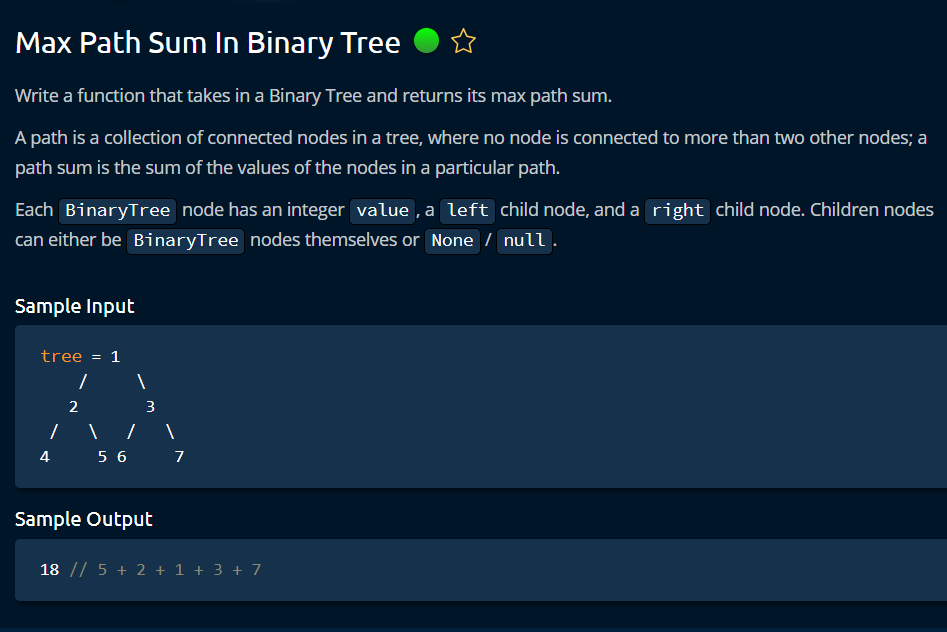 Max Path Sum In Binary Tree
Write a function that takes in a Binary Tree and returns its max path sum.
A path is a collection of connected nodes in a tree, where no node is connected to more than two other nodes; a
path sum is the sum of the values of the nodes in a particular path.
Each BinaryTree node has an integer value, a left child node, and a right child node. Children nodes
can either be BinaryTree nodes themselves or None / null.
Sample Input
tree = 1
/ \
2 3
/ \ / \
4 5 6 7
Sample Output
18 // 5 + 2 + 1 + 3 + 7